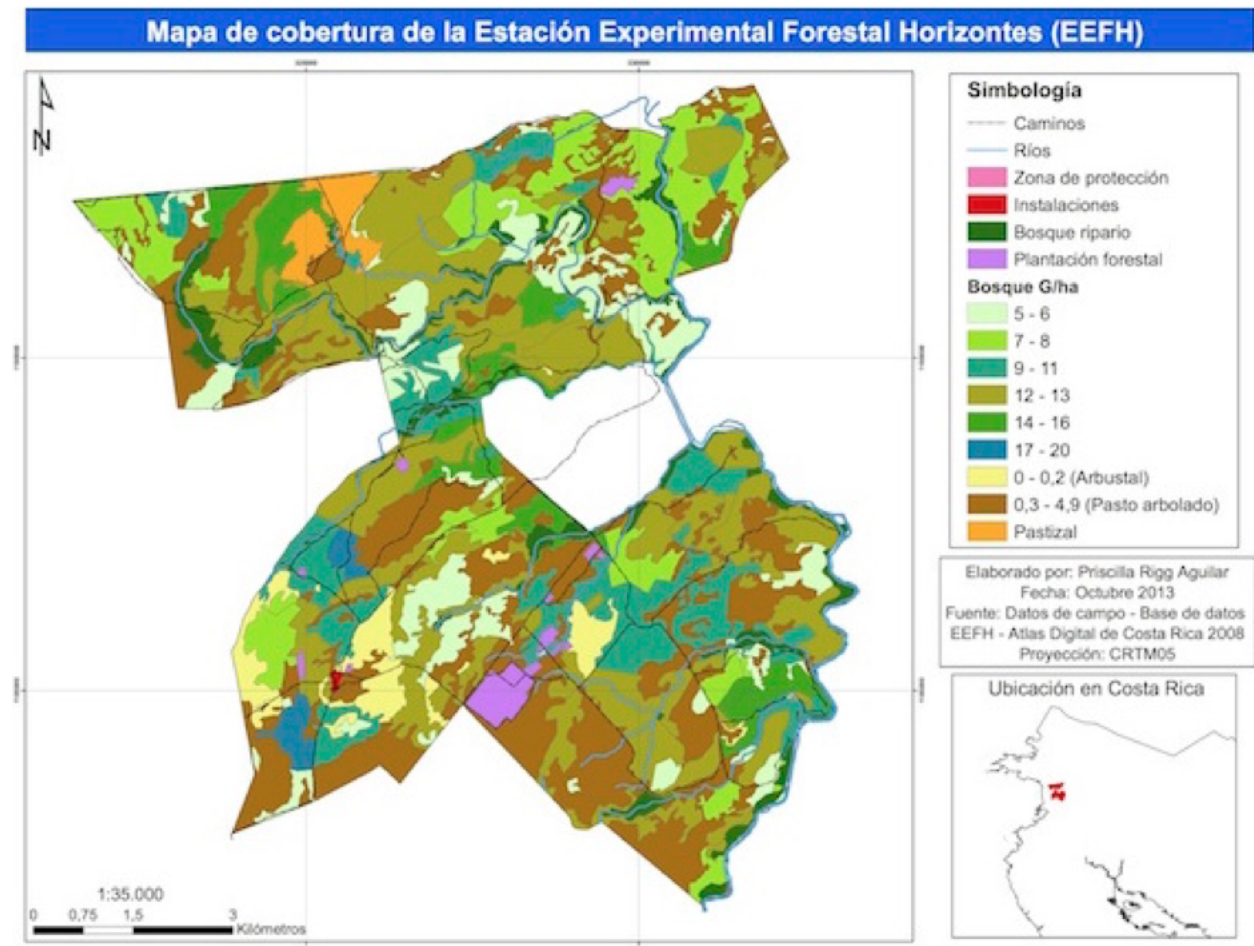 Mapa de cobertura de la Estación Experimental Forestal Horizontes (EEFH)
N
Simbología
Caminos
Ríos
Zona de protección
Instalaciones
Bosque ripario
Plantación forestal
Bosque G/ha
5 - 6
7 - 8
9 - 11
12 - 13
14 - 16
17 - 20
0 - 0,2 (Arbustal)
0,3 - 4,9 (Pasto arbolado)
Pastizal
Elaborado por: Priscilla Rigg Aguilar
Fecha: Octubre 2013
Fuente: Datos de campo - Base de datos
EEFH - Atlas Digital de Costa Rica 2008
Proyección: CRTM05
Ubicación en Costa Rica
1:35.000
0 0,75 1,5 3
Kilómetros